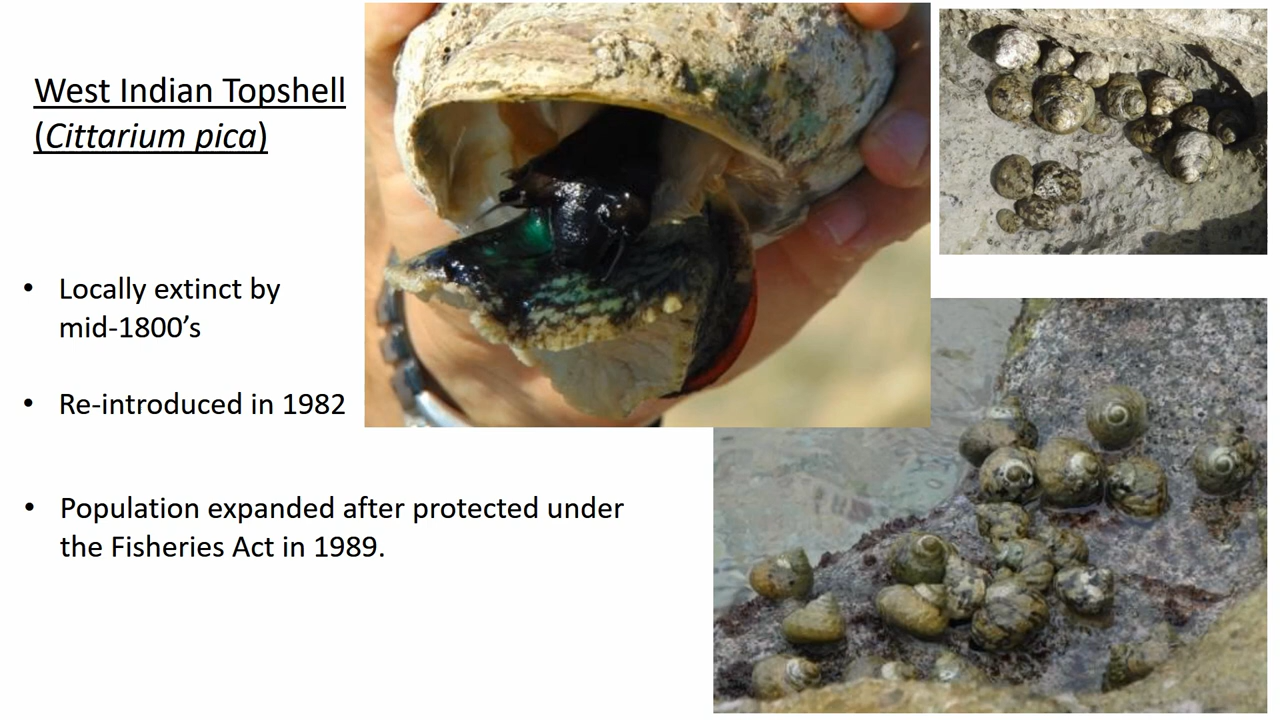 West Indian Topshell
(Cittarium pica)
• Locally extinct by
mid-1800’s
• Re-introduced in 1982
• Population expanded after protected under
the Fisheries Act in 1989.